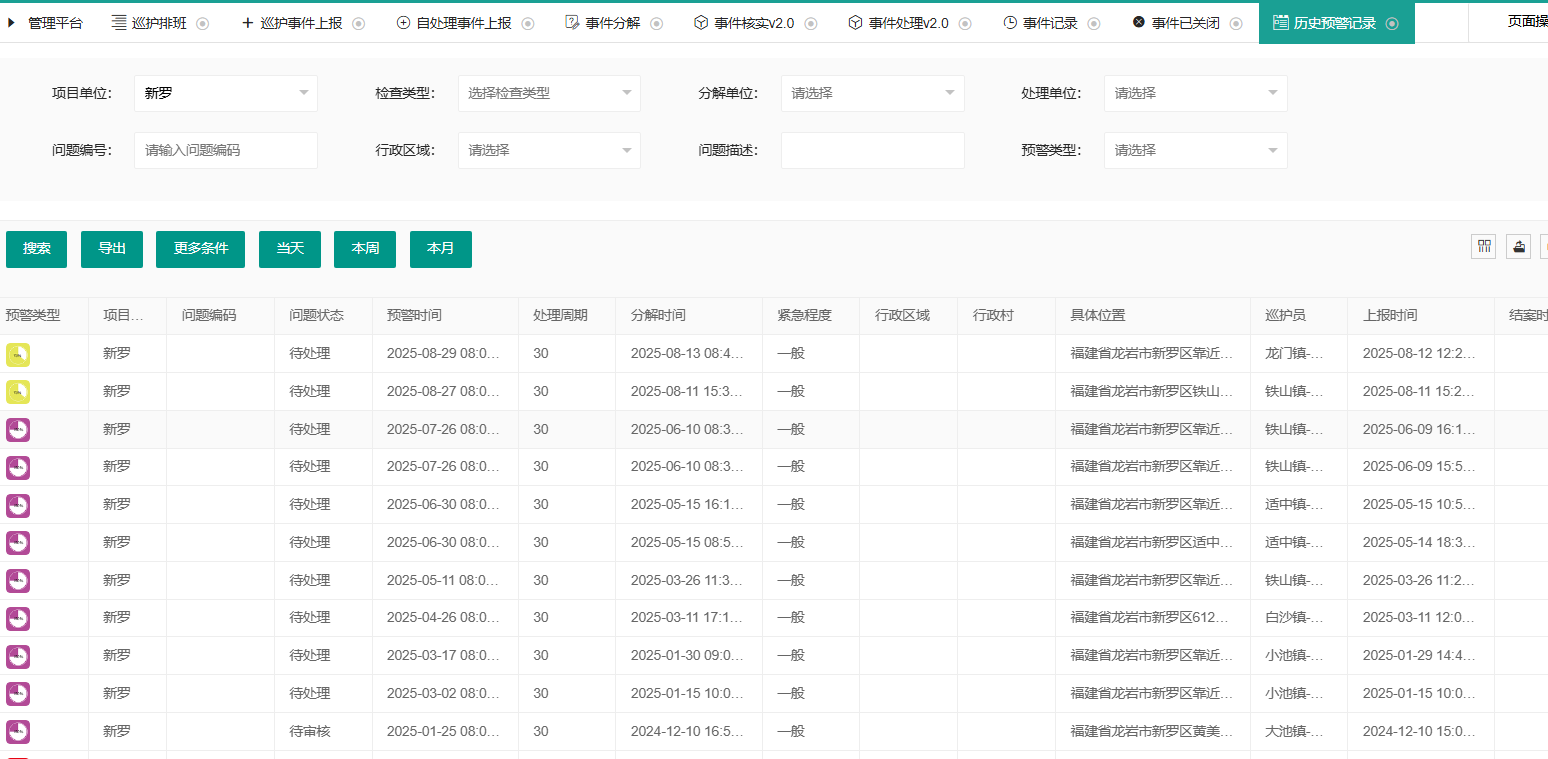 管理平台 巡护排班 巡护事件上报 自处理事件上报 事件分解 事件核实v2.0 事件处理v2.0 事件记录 事件已关闭 历史预警记录 页面操
项目单位： 新罗 检查类型： 选择检查类型 分解单位： 请选择 处理单位： 请选择
问题编号： 请输入问题编码 行政区域： 请选择 问题描述： 预警类型： 请选择
搜索 导出 更多条件 当天 本周 本月
预警类型 项目... 问题编码 问题状态 预警时间 处理周期 分解时间 紧急程度 行政区域 行政村 具体位置 巡护员 上报时间 结案时
新罗 待处理 2025-08-29 08:0... 30 2025-08-13 08:4... 一般 福建省龙岩市新罗区靠近... 龙门镇-... 2025-08-12 12:2...
新罗 待处理 2025-08-27 08:0... 30 2025-08-11 15:3... 一般 福建省龙岩市新罗区铁山... 铁山镇-... 2025-08-11 15:2...
新罗 待处理 2025-07-26 08:0... 30 2025-06-10 08:3... 一般 福建省龙岩市新罗区靠近... 铁山镇-... 2025-06-09 16:1...
新罗 待处理 2025-07-26 08:0... 30 2025-06-10 08:3... 一般 福建省龙岩市新罗区靠近... 铁山镇-... 2025-06-09 15:5...
新罗 待处理 2025-06-30 08:0... 30 2025-05-15 16:1... 一般 福建省龙岩市新罗区靠近... 适中镇-... 2025-05-15 10:5...
新罗 待处理 2025-06-30 08:0... 30 2025-05-15 08:5... 一般 福建省龙岩市新罗区适中... 适中镇-... 2025-05-14 18:3...
新罗 待处理 2025-05-11 08:0... 30 2025-03-26 11:3... 一般 福建省龙岩市新罗区靠近... 铁山镇-... 2025-03-26 11:2...
新罗 待处理 2025-04-26 08:0... 30 2025-03-11 17:1... 一般 福建省龙岩市新罗区612... 白沙镇-... 2025-03-11 12:0...
新罗 待处理 2025-03-17 08:0... 30 2025-01-30 09:0... 一般 福建省龙岩市新罗区靠近... 小池镇-... 2025-01-29 14:4...
新罗 待处理 2025-03-02 08:0... 30 2025-01-15 10:0... 一般 福建省龙岩市新罗区靠近... 小池镇-... 2025-01-15 10:0...
新罗 待审核 2025-01-25 08:0... 30 2024-12-10 16:5... 一般 福建省龙岩市新罗区黄美... 大池镇-... 2024-12-10 15:0...